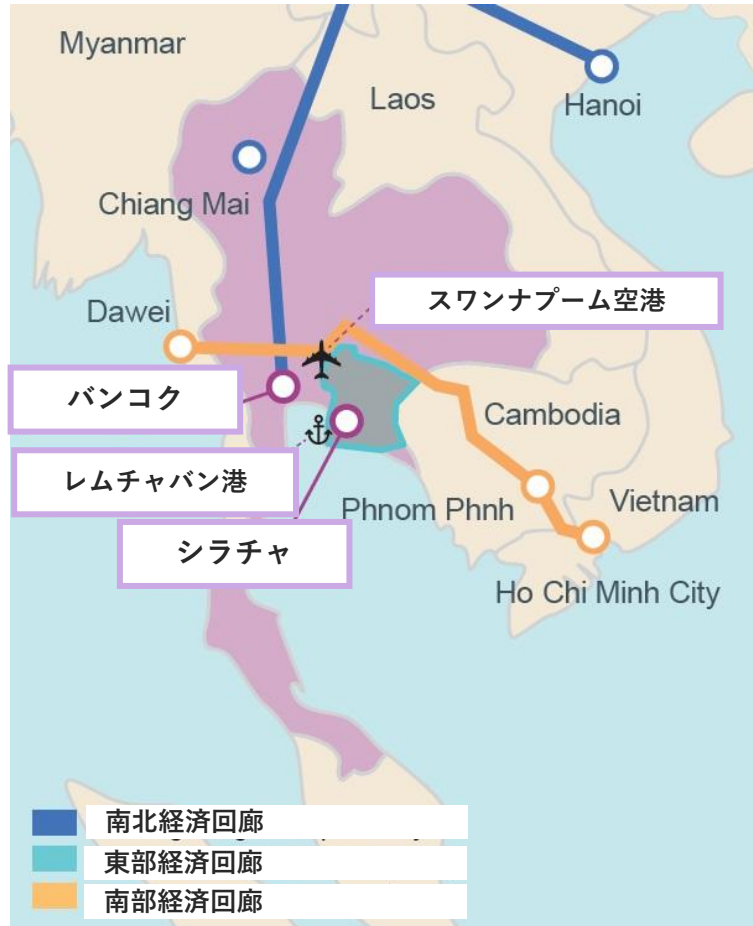 Myanmar
Laos
Hanoi
Chiang Mai
スワンナプーム空港
Dawei
バンコク
Cambodia
レムチャバン港
Phnom Phnh
Vietnam
シラチャ
Ho Chi Minh City
南北経済回廊
東部経済回廊
南部経済回廊